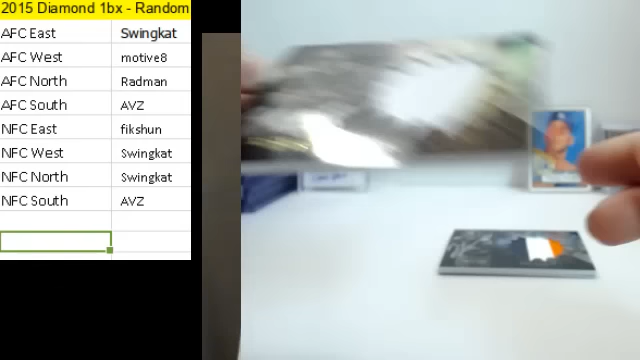 2015 Diamond 1bx - Random
AFC East Swingkat
AFC West motive8
AFC North Radman
AFC South AVZ
NFC East fikshun
NFC West Swingkat
NFC North Swingkat
NFC South AVZ